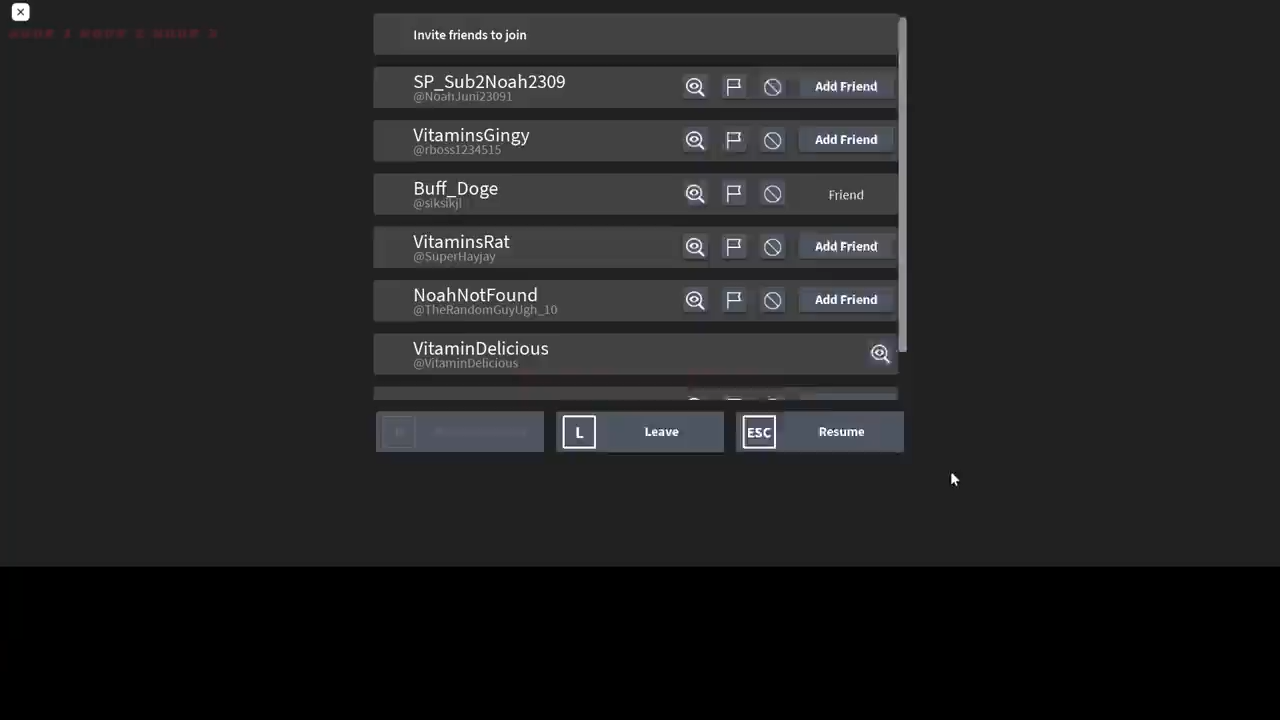 Invite friends to join
SP_Sub2Noah2309
@NoahJuni23091
Add Friend
VitaminsGingy
@rboss1234515
Add Friend
Buff_Doge
@siksikjl
Friend
VitaminsRat
@SuperHayjay
Add Friend
NoahNotFound
@TheRandomGuyUgh_10
Add Friend
VitaminDelicious
@VitaminDelicious
L Leave
ESC Resume